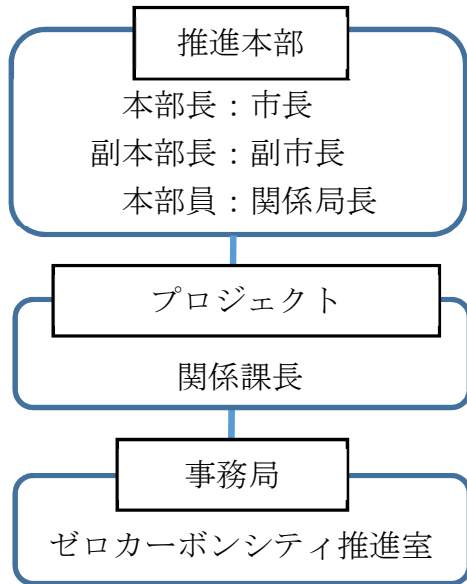 推進本部
本部長：市長
副本部長：副市長
本部員：関係局長
プロジェクト
関係課長
事務局
ゼロカーボンシティ推進室